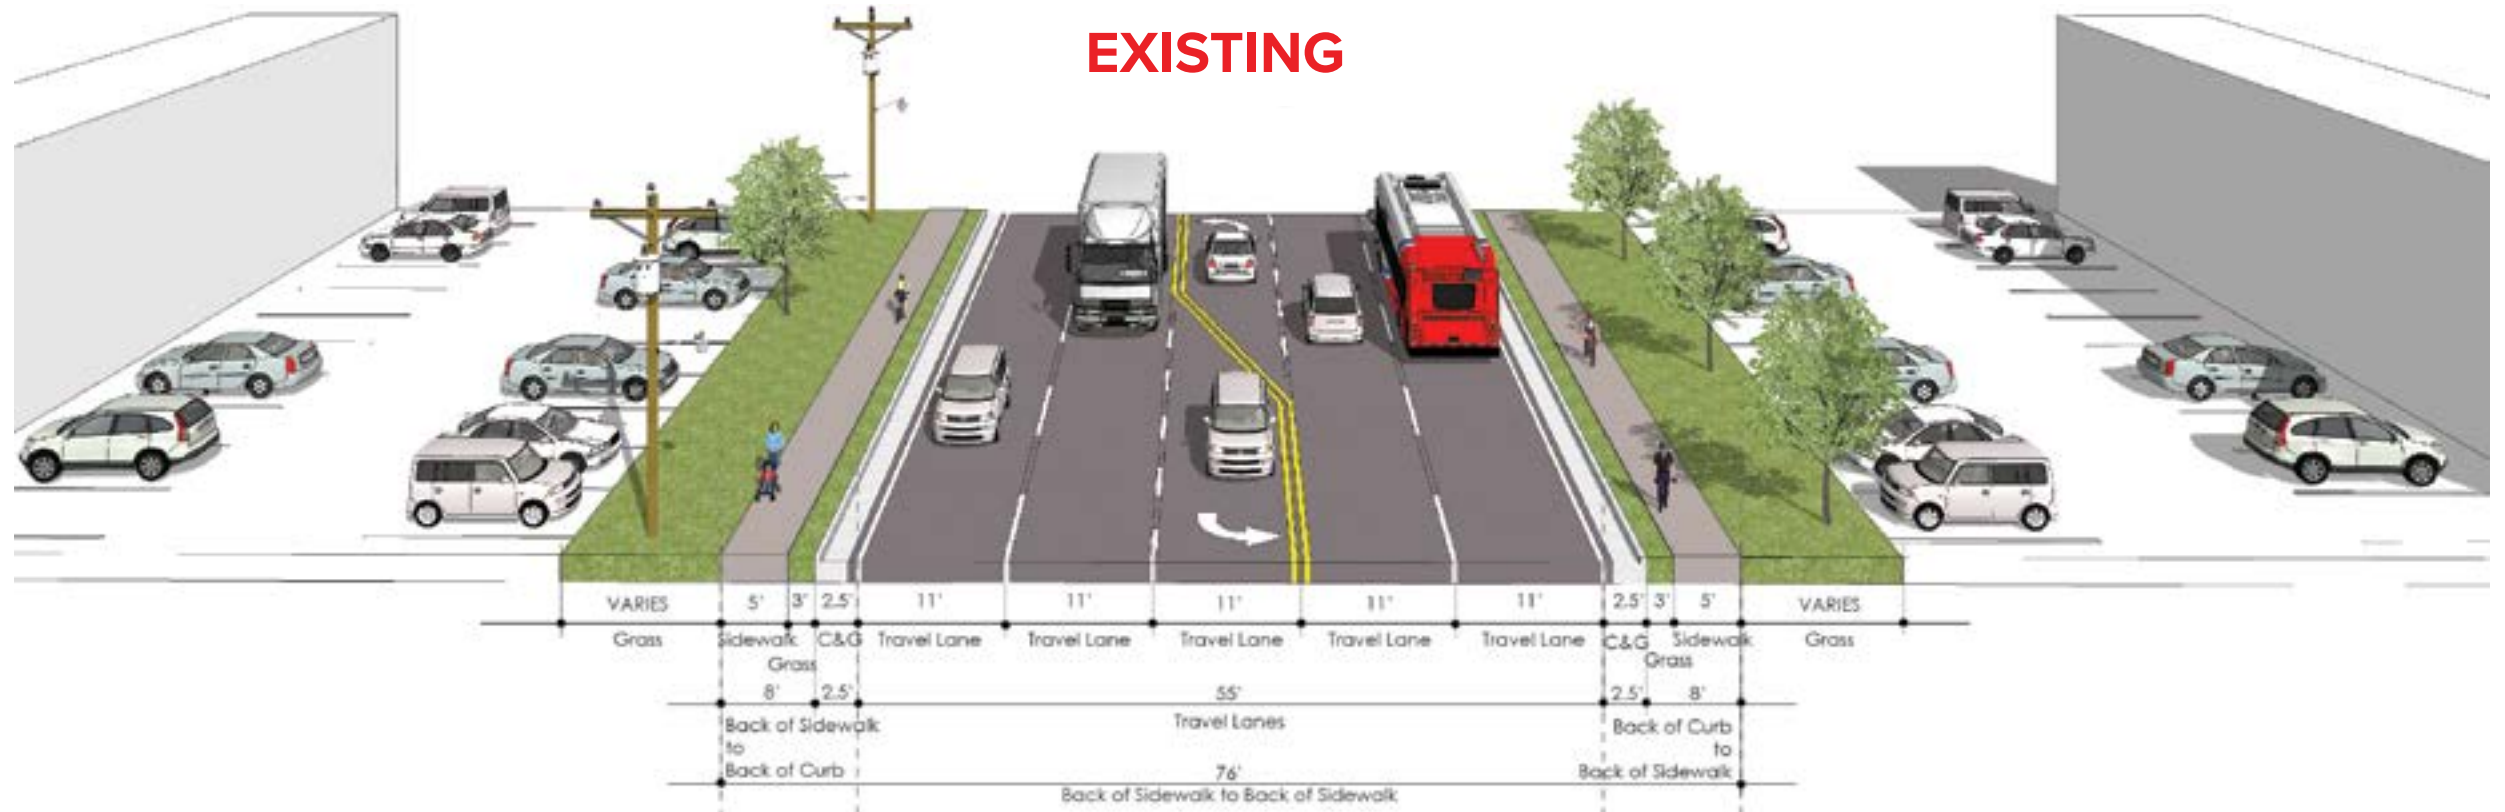 EXISTING
VARIES 5' 3' 2.5' 11' 11' 11' 11' 11' 2.5' 3' 5' VARIES
Grass Sidewalk C&G Travel Lane Travel Lane Travel Lane Travel Lane Travel Lane C&G Sidewalk Grass
Grass Grass
8' 2.5' 55' 2.5' 8'
Back of Sidewalk Travel Lanes Back of Curb
to to
Back of Curb Back of Sidewalk
76'
Back of Sidewalk to Back of Sidewalk